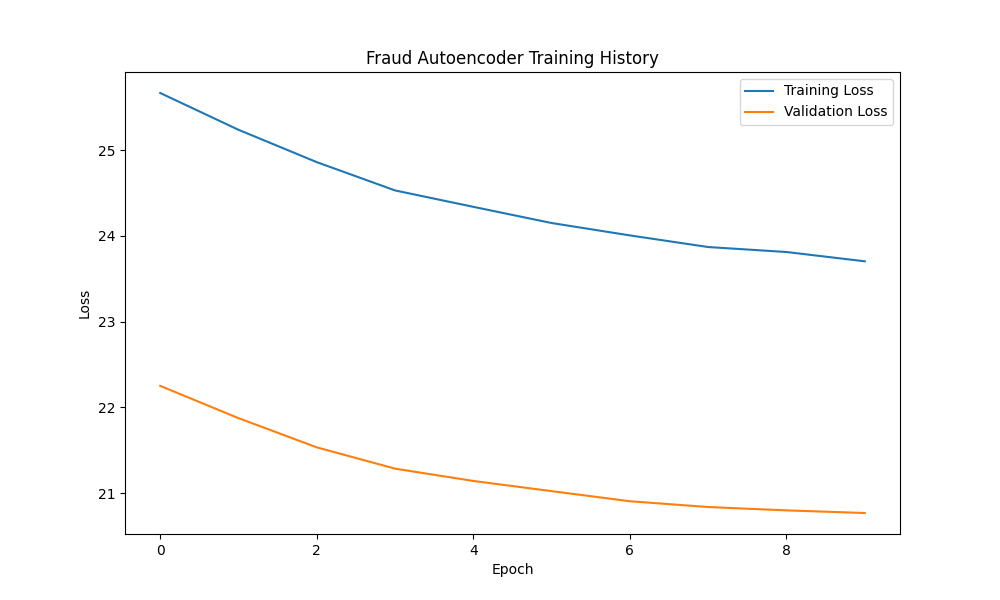 Fraud Autoencoder Training History
Training Loss
Validation Loss
25
24
23
22
21
Loss
0 2 4 6 8
Epoch